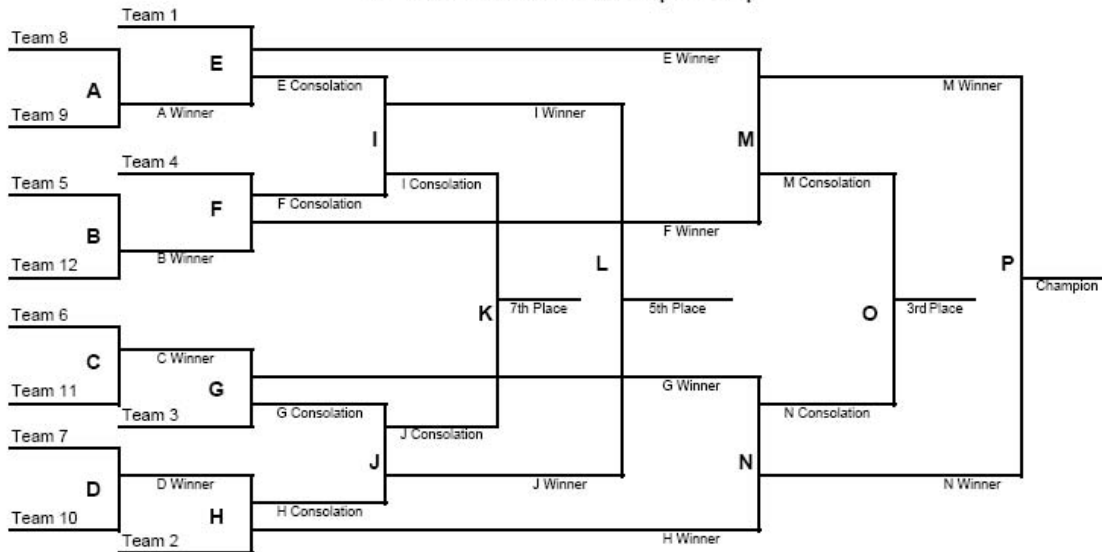 Team 1
Team 8
E
E Winner
A
E Consolation
M Winner
Team 9
A Winner
I Winner
I
M
Team 4
Team 5
I Consolation
M Consolation
F
F Consolation
B
B Winner
F Winner
Team 12
L
P
Champion
K
7th Place
5th Place
O
3rd Place
Team 6
C
C Winner
Team 11
G
G Winner
Team 3
G Consolation
N Consolation
J Consolation
Team 7
J
N
D
D Winner
J Winner
N Winner
Team 10
H
H Consolation
Team 2
H Winner